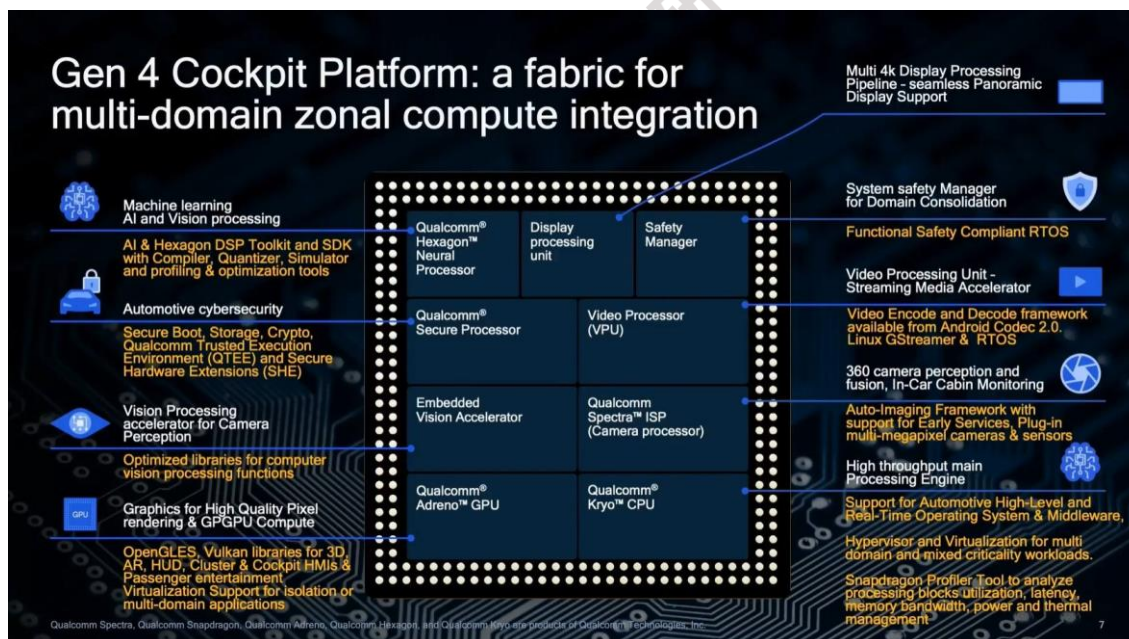 Gen 4 Cockpit Platform: a fabric for
multi-domain zonal compute integration
Multi 4k Display Processing
Pipeline - seamless Panoramic
Display Support
Machine learning
AI and Vision processing
AI & Hexagon DSP Toolkit and SDK
with Compiler, Quantizer, Simulator
and profiling & optimization tools
Automotive cybersecurity
Secure Boot, Storage, Crypto,
Qualcomm Trusted Execution
Environment (QTEE) and Secure
Hardware Extensions (SHE)
Vision Processing
accelerator for Camera
Perception
Optimized libraries for computer
vision processing functions
GPU
Graphics for High Quality Pixel
rendering & GPGPU Compute
OpenGLES, Vulkan libraries for 3D,
AR, HUD, Cluster & Cockpit HMIs &
Passenger entertainment
Virtualization Support for Isolation or
multi-domain applications
Qualcomm®
Hexagon™
Neural
Processor
Display
processing
unit
Safety
Manager
Qualcomm®
Secure Processor
Video Processor
(VPU)
Embedded
Vision Accelerator
Qualcomm
Spectra™ ISP
(Camera processor)
Qualcomm®
Adreno™ GPU
Qualcomm®
Kryo™ CPU
System safety Manager
for Domain Consolidation
Functional Safety Compliant RTOS
Video Processing Unit -
Streaming Media Accelerator
Video Encode and Decode framework
available from Android Codec 2.0.
Linux GStreamer & RTOS
360 camera perception and
fusion, In-Car Cabin Monitoring
Auto-Imaging Framework with
support for Early Services, Plug-in
multi-megapixel cameras & sensors
High throughput main
Processing Engine
Support for Automotive High-Level and
Real-Time Operating System & Middleware,
Hypervisor and Virtualization for multi
domain and mixed criticality workloads.
Snapdragon Profiler Tool to analyze
processing blocks utilization, latency,
memory bandwidth, power and thermal
management
Qualcomm Spectra, Qualcomm Snapdragon, Qualcomm Adreno, Qualcomm Hexagon, and Qualcomm Kryo are products of Qualcomm Technologies, Inc.
7